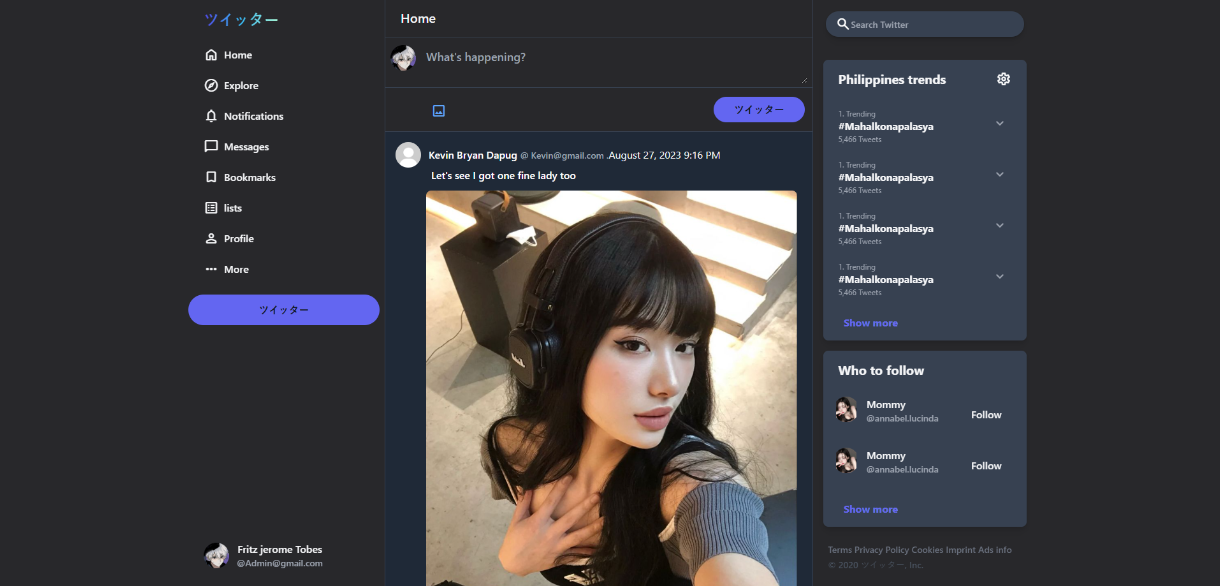 ツイッター
Home
Explore
Notifications
Messages
Bookmarks
lists
Profile
More
ツイッター
Fritz jerome Tobes
@Admin@gmail.com
Home
What's happening?
ツイッター
Kevin Bryan Dapug @ Kevin@gmail.com .August 27, 2023 9:16 PM
Let's see I got one fine lady too
Search Twitter
Philippines trends
1. Trending
#Mahalkonapalasya
5,466 Tweets
1. Trending
#Mahalkonapalasya
5,466 Tweets
1. Trending
#Mahalkonapalasya
5,466 Tweets
1. Trending
#Mahalkonapalasya
5,466 Tweets
Show more
Who to follow
Mommy
@annabel.lucinda
Follow
Mommy
@annabel.lucinda
Follow
Show more
Terms Privacy Policy Cookies Imprint Ads info
© 2020 ツイッター, Inc.